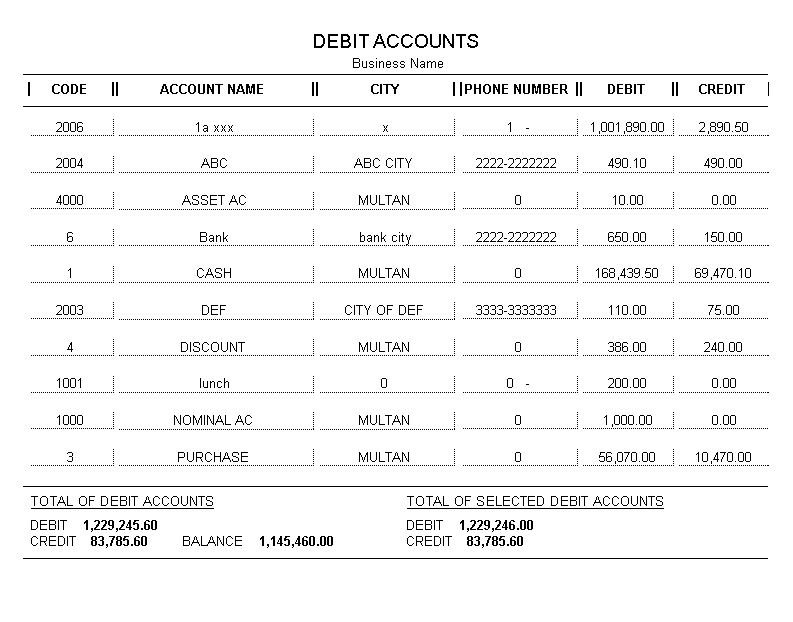 DEBIT ACCOUNTS
Business Name
CODE ACCOUNT NAME CITY PHONE NUMBER DEBIT CREDIT
2006 1a xxx x 1 - 1,001,890.00 2,890.50
2004 ABC ABC CITY 2222-2222222 490.10 490.00
4000 ASSET AC MULTAN 0 10.00 0.00
6 Bank bank city 2222-2222222 650.00 150.00
1 CASH MULTAN 0 168,439.50 69,470.10
2003 DEF CITY OF DEF 3333-3333333 110.00 75.00
4 DISCOUNT MULTAN 0 386.00 240.00
1001 lunch 0 0 - 200.00 0.00
1000 NOMINAL AC MULTAN 0 1,000.00 0.00
3 PURCHASE MULTAN 0 56,070.00 10,470.00
TOTAL OF DEBIT ACCOUNTS TOTAL OF SELECTED DEBIT ACCOUNTS
DEBIT 1,229,245.60 DEBIT 1,229,246.00
CREDIT 83,785.60 BALANCE 1,145,460.00 CREDIT 83,785.60